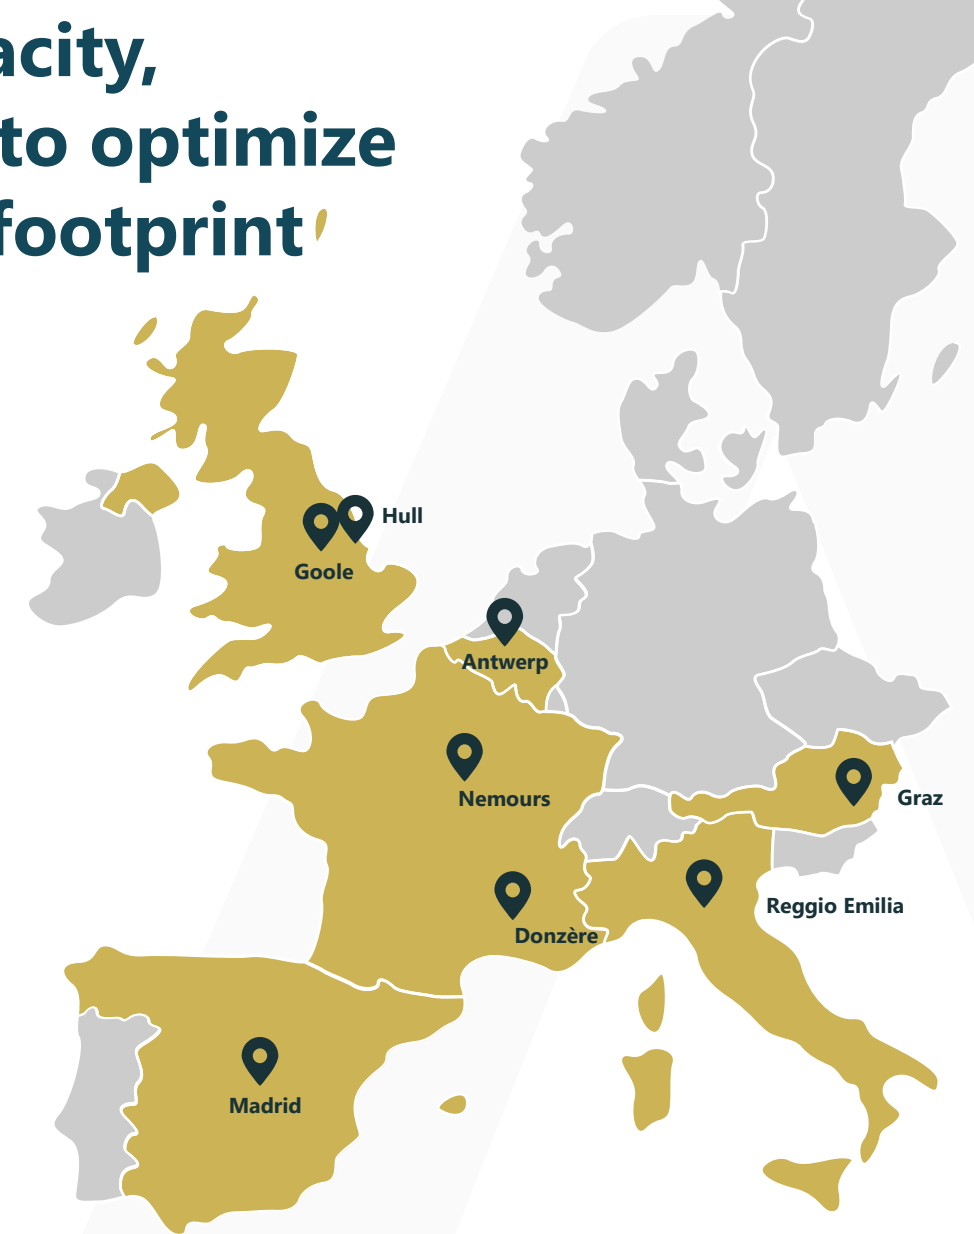 acity,
to optimize
footprint
Hull
Goole
Antwerp
Nemours
Graz
Reggio Emilia
Donzère
Madrid